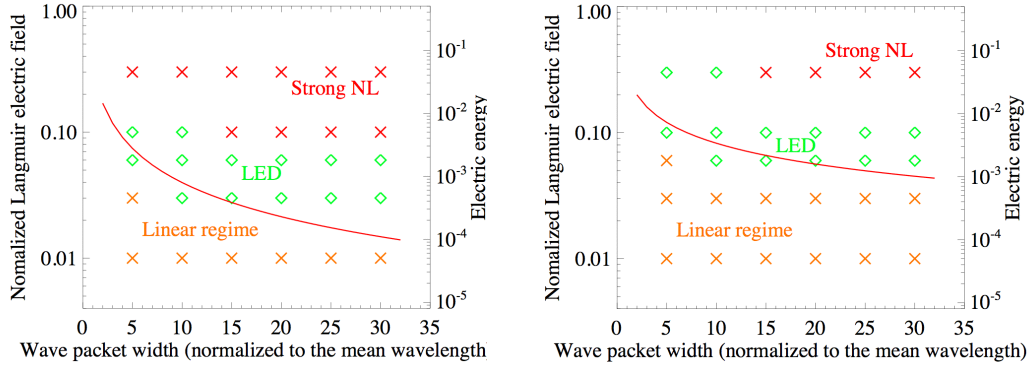 Nomalized Langmuir electric field
1.00
0.10
0.01
Strong NL
LED
Linear regime
10⁻¹
10⁻²
10⁻³
10⁻⁴
10⁻⁵
Electric energy
0 5 10 15 20 25 30 35
Wave packet width (normalized to the mean wavelength)
Nomalized Langmuir electric field
1.00
0.10
0.01
Strong NL
LED
Linear regime
10⁻¹
10⁻²
10⁻³
10⁻⁴
10⁻⁵
Electric energy
0 5 10 15 20 25 30 35
Wave packet width (normalized to the mean wavelength)